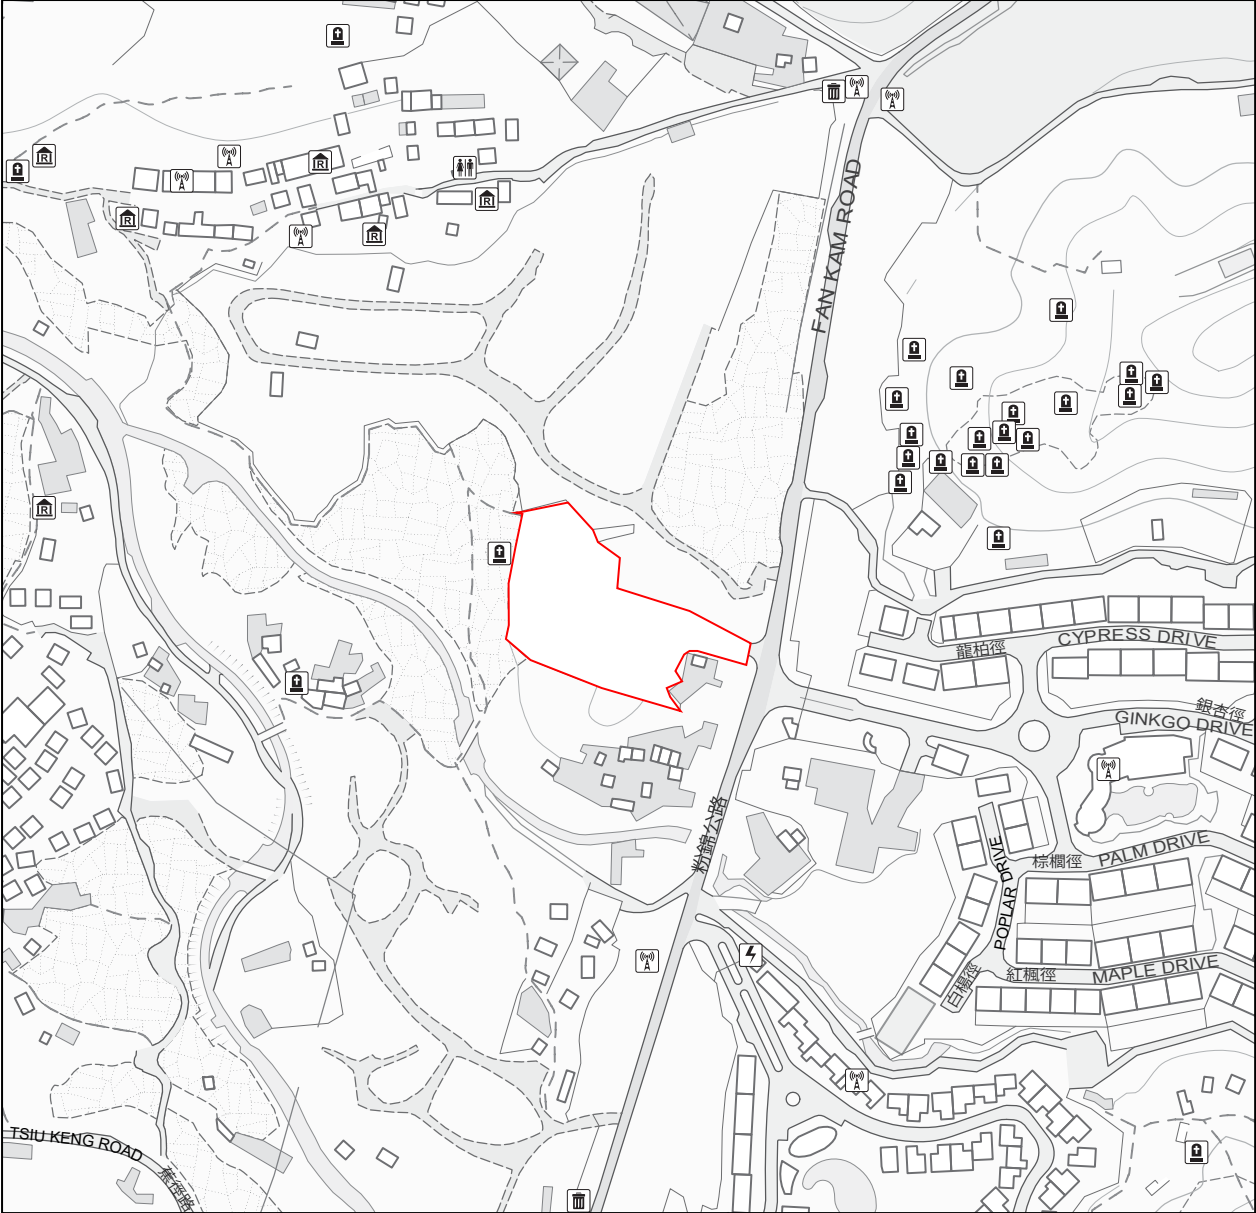 FAN KAM ROAD
CYPRESS DRIVE
龍柏徑
銀杏徑
GINKGO DRIVE
粉錦公路
POPLAR DRIVE
棕櫚徑
PALM DRIVE
白楊徑
紅楓徑
MAPLE DRIVE
TSIU KENG ROAD
蕉徑路
R
R
R
R
R
R